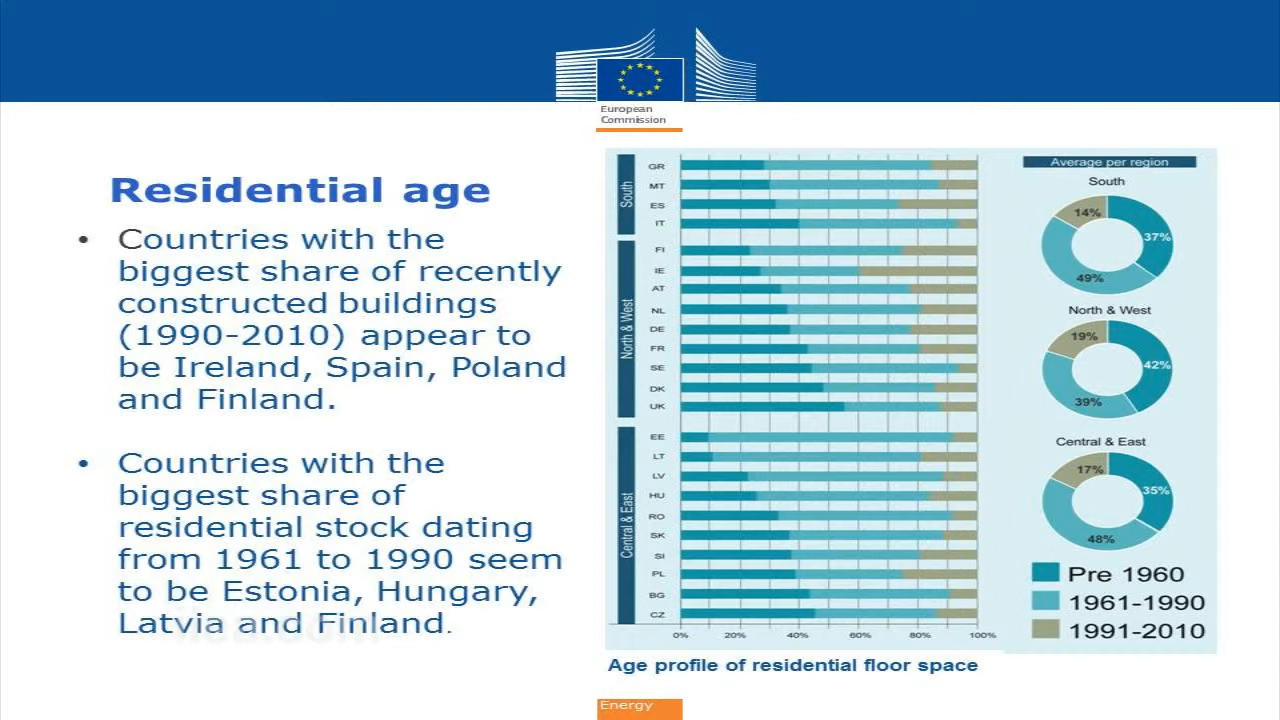 European
Commission
Residential age
• Countries with the
biggest share of recently
constructed buildings
(1990-2010) appear to
be Ireland, Spain, Poland
and Finland.
• Countries with the
biggest share of
residential stock dating
from 1961 to 1990 seem
to be Estonia, Hungary,
Latvia and Finland.
South
GR
MT
ES
IT
North & West
FI
IE
AT
NL
DE
FR
SE
DK
UK
Central & East
EE
LT
LV
HU
RO
SK
SI
PL
BG
CZ
0% 20% 40% 60% 80% 100%
Average per region
South
14%
37%
49%
North & West
19%
42%
39%
Central & East
17%
35%
48%
Pre 1960
1961-1990
1991-2010
Age profile of residential floor space
Energy